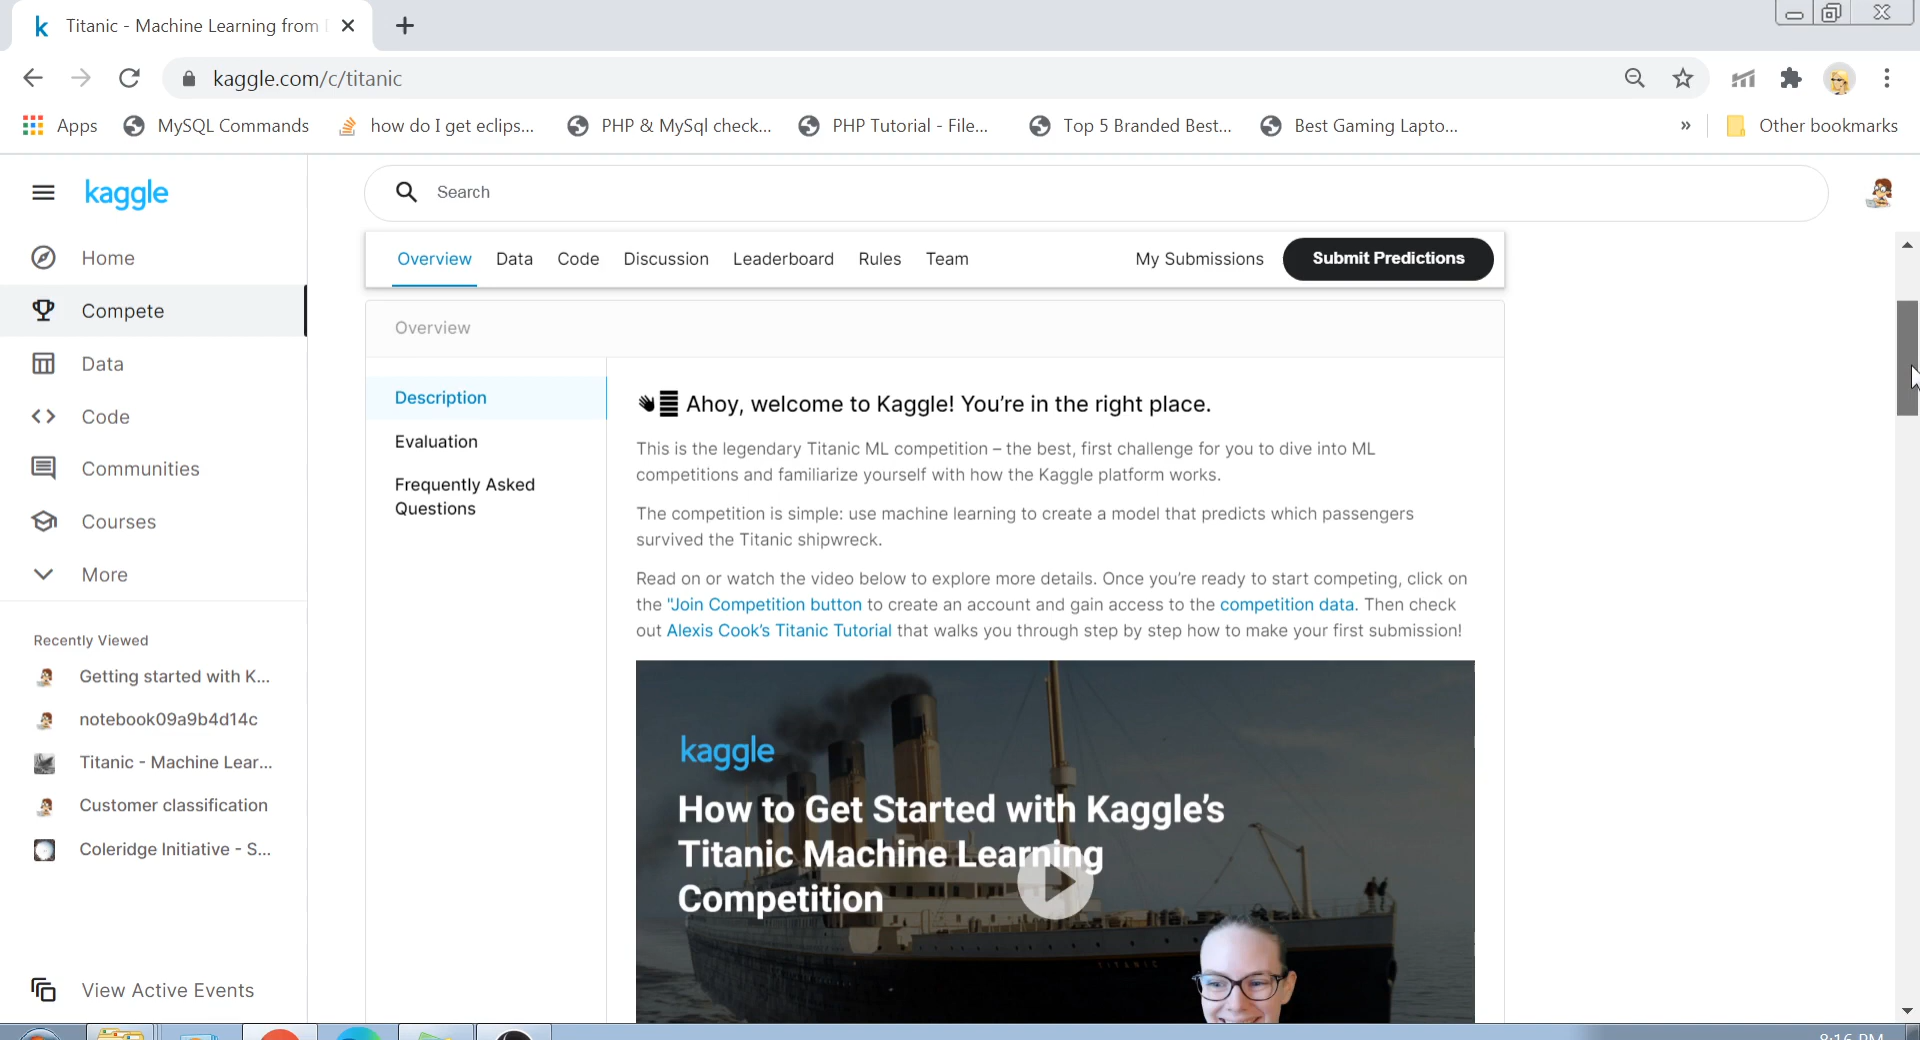 Titanic - Machine Learning from
kaggle.com/c/titanic
Apps
MySQL Commands
how do I get eclips...
PHP & MySql check...
PHP Tutorial - File...
Top 5 Branded Best...
Best Gaming Lapto...
»
Other bookmarks
kaggle
Search
Home
Compete
Data
Code
Communities
Courses
More
Recently Viewed
Getting started with K...
notebook09a9b4d14c
Titanic - Machine Lear...
Customer classification
Coleridge Initiative - S...
View Active Events
Overview Data Code Discussion Leaderboard Rules Team My Submissions Submit Predictions
Overview
Description
Evaluation
Frequently Asked
Questions
Ahoy, welcome to Kaggle! You're in the right place.
This is the legendary Titanic ML competition – the best, first challenge for you to dive into ML
competitions and familiarize yourself with how the Kaggle platform works.
The competition is simple: use machine learning to create a model that predicts which passengers
survived the Titanic shipwreck.
Read on or watch the video below to explore more details. Once you're ready to start competing, click on
the "Join Competition button to create an account and gain access to the competition data. Then check
out Alexis Cook's Titanic Tutorial that walks you through step by step how to make your first submission!
kaggle
How to Get Started with Kaggle's
Titanic Machine Learning
Competition
TITANIC
8:16 PM